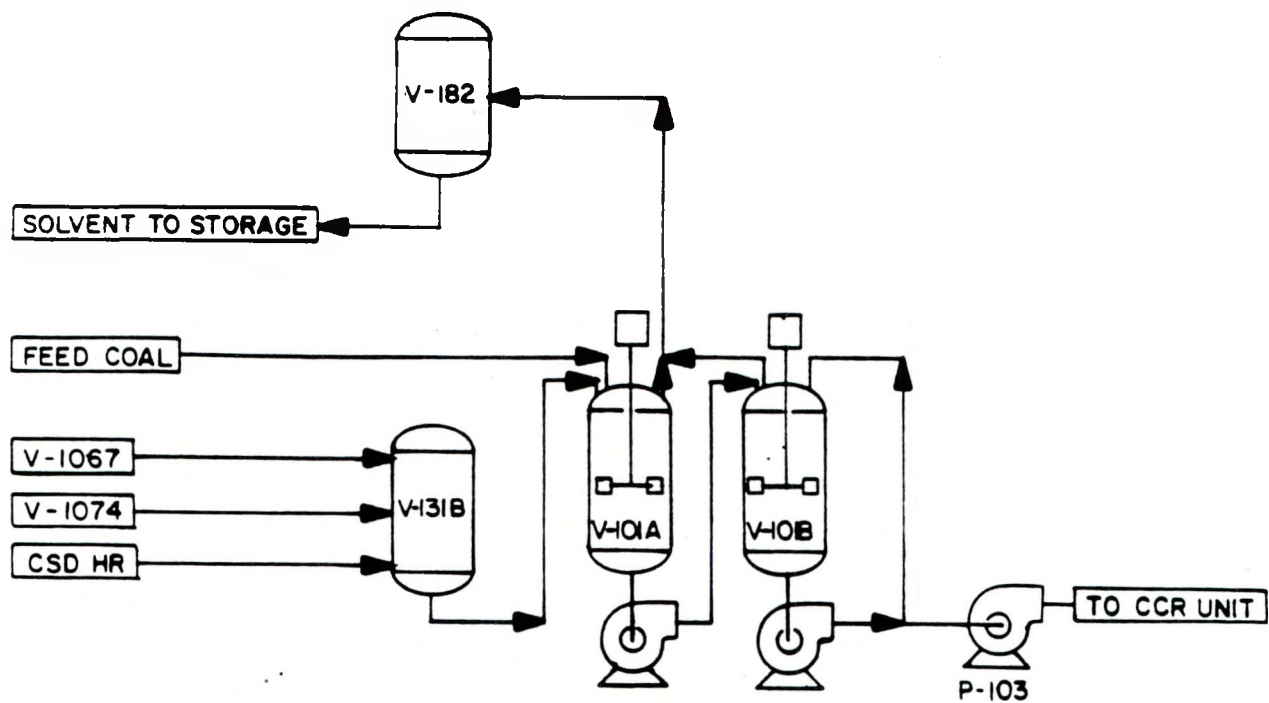 V-182
SOLVENT TO STORAGE
FEED COAL
V-1067
V-1074
CSD HR
V-131B
V-101A
V-101B
TO CCR UNIT
P-103